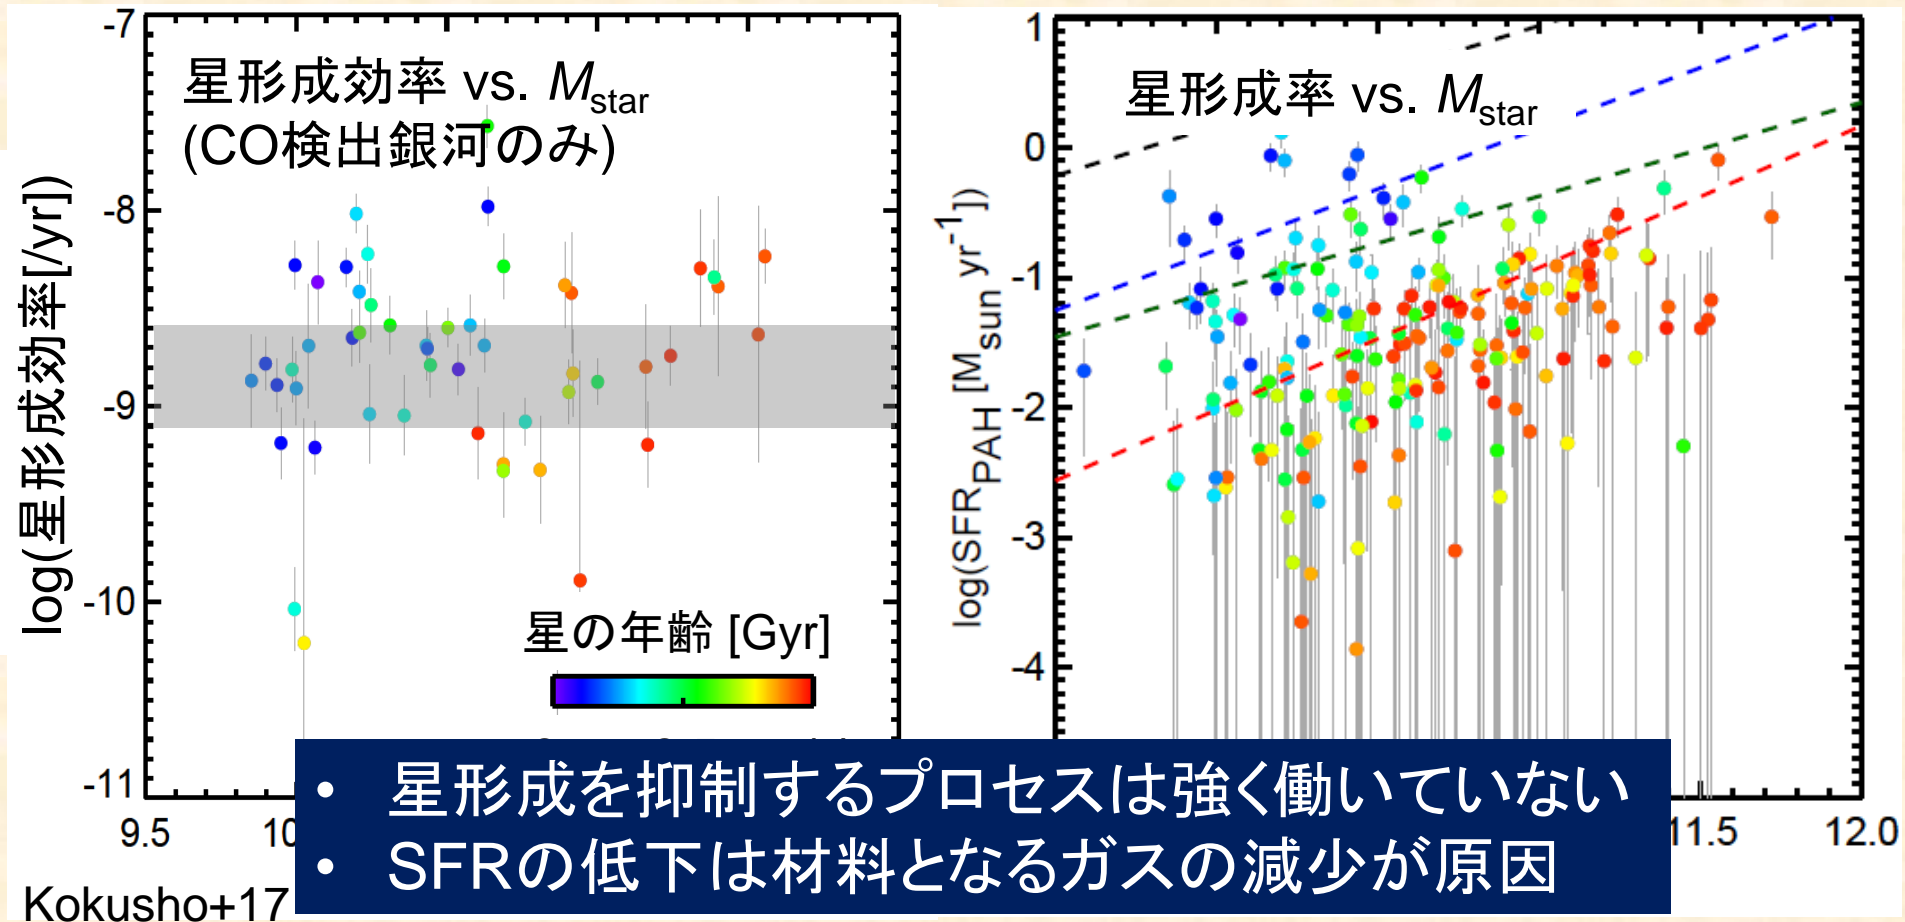 星形成効率 vs. Mstar
(CO検出銀河のみ)
log(星形成効率[/yr])
-7
-8
-9
-10
-11
9.5
10
星の年齢 [Gyr]
星形成率 vs. Mstar
log(SFRPAH [Msun yr-1])
1
0
-1
-2
-3
-4
11.5
12.0
• 星形成を抑制するプロセスは強く働いていない
• SFRの低下は材料となるガスの減少が原因
Kokusho+17